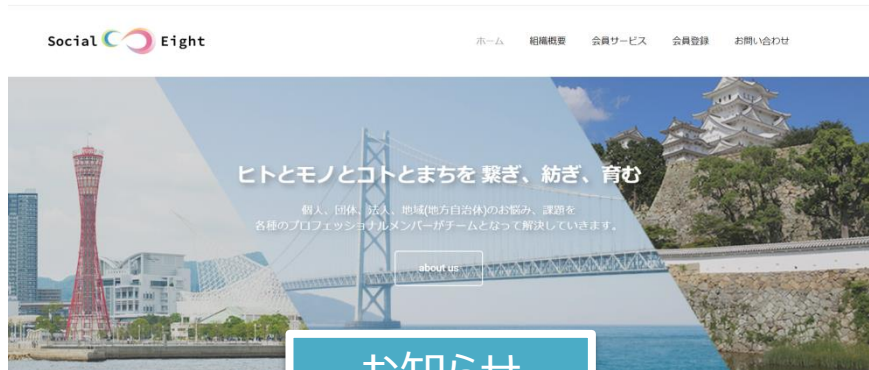 Social Eight
ホーム 組織概要 会員サービス 会員登録 お問い合わせ
ヒトとモノとコトとまちを 繋ぎ、紡ぎ、育む
個人、団体、法人、地域(地方自治体)のお悩み、課題を
各種のプロフェッショナルメンバーがチームとなって解決していきます。
about us
お知らせ